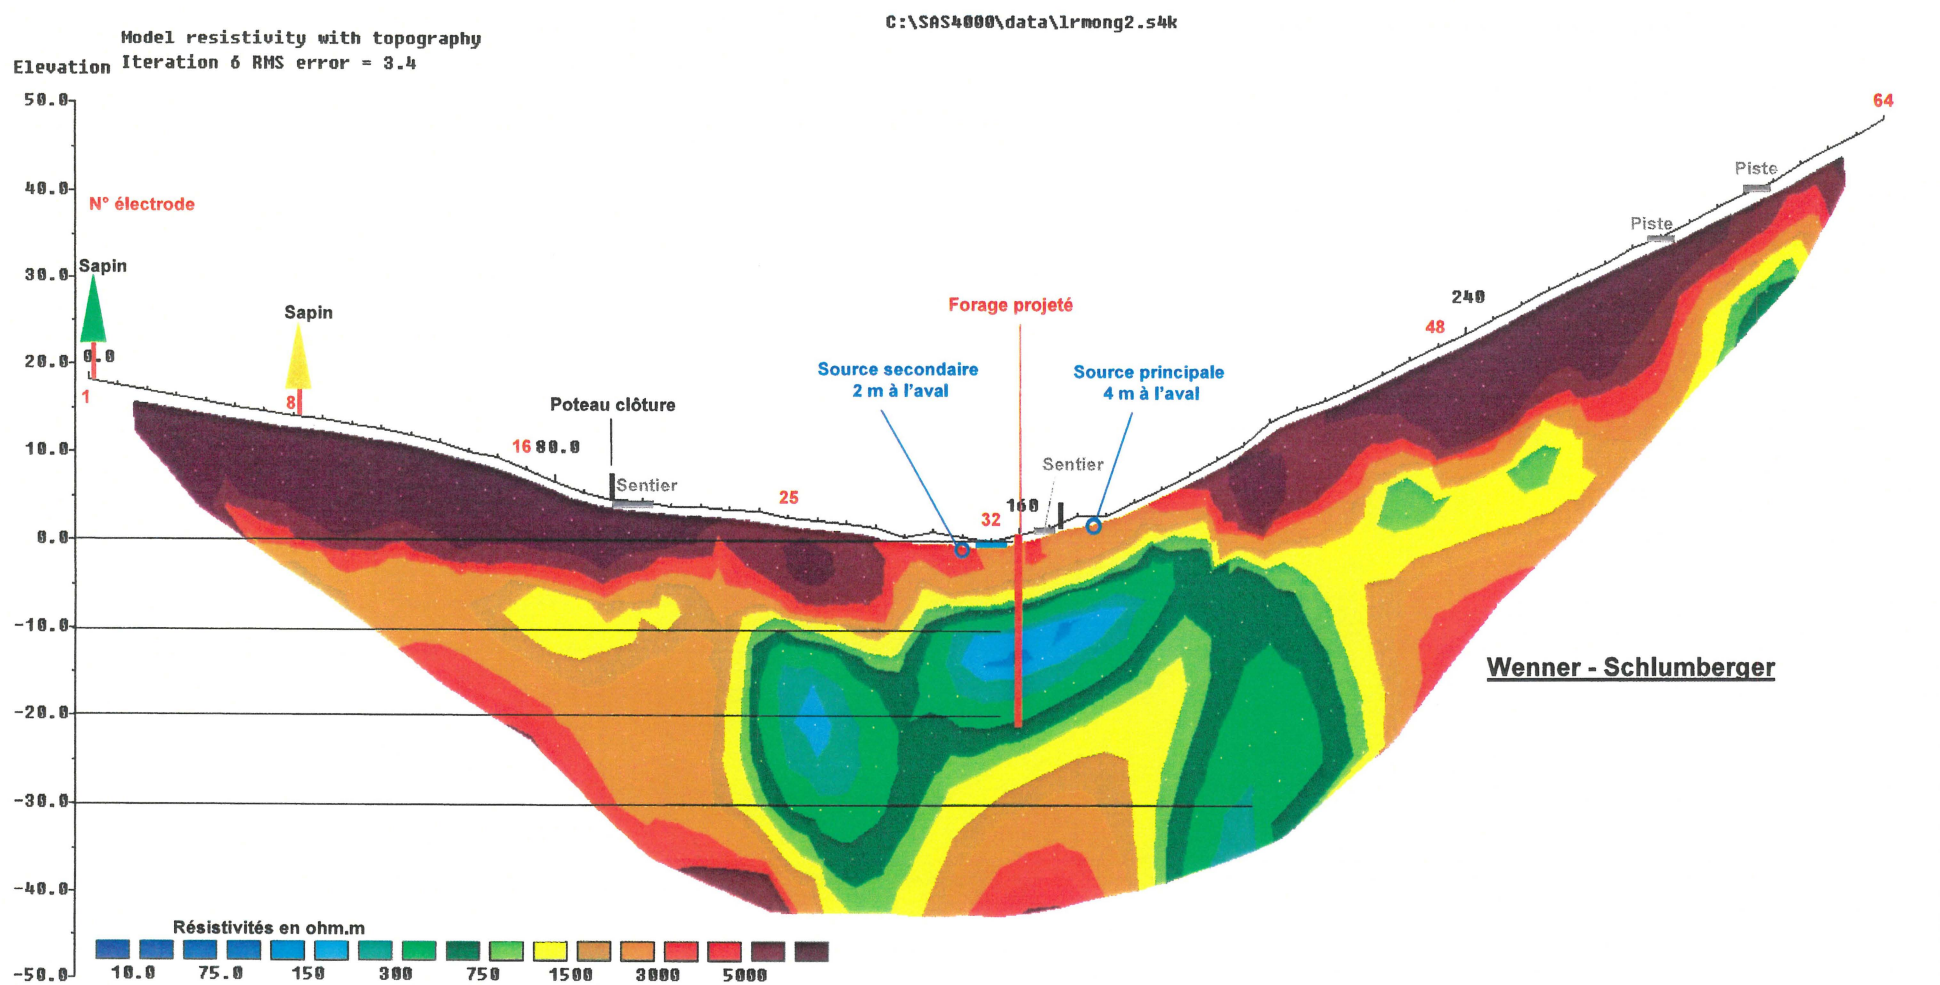 C:\SAS4000\data\lrmong2.s4k
Model resistivity with topography
Iteration 6 RMS error = 3.4
Elevation
50.0
64
40.0
Piste
N° électrode
Piste
30.0
Sapin
Sapin
Forage projeté
240
48
20.0
0.0
Source secondaire
2 m à l'aval
Source principale
4 m à l'aval
1
8
Poteau clôture
10.0
16 80.0
Sentier
Sentier
25
32
160
0.0
-10.0
Wenner - Schlumberger
-20.0
-30.0
-40.0
Résistivités en ohm.m
-50.0
10.0 75.0 150 300 750 1500 3000 5000